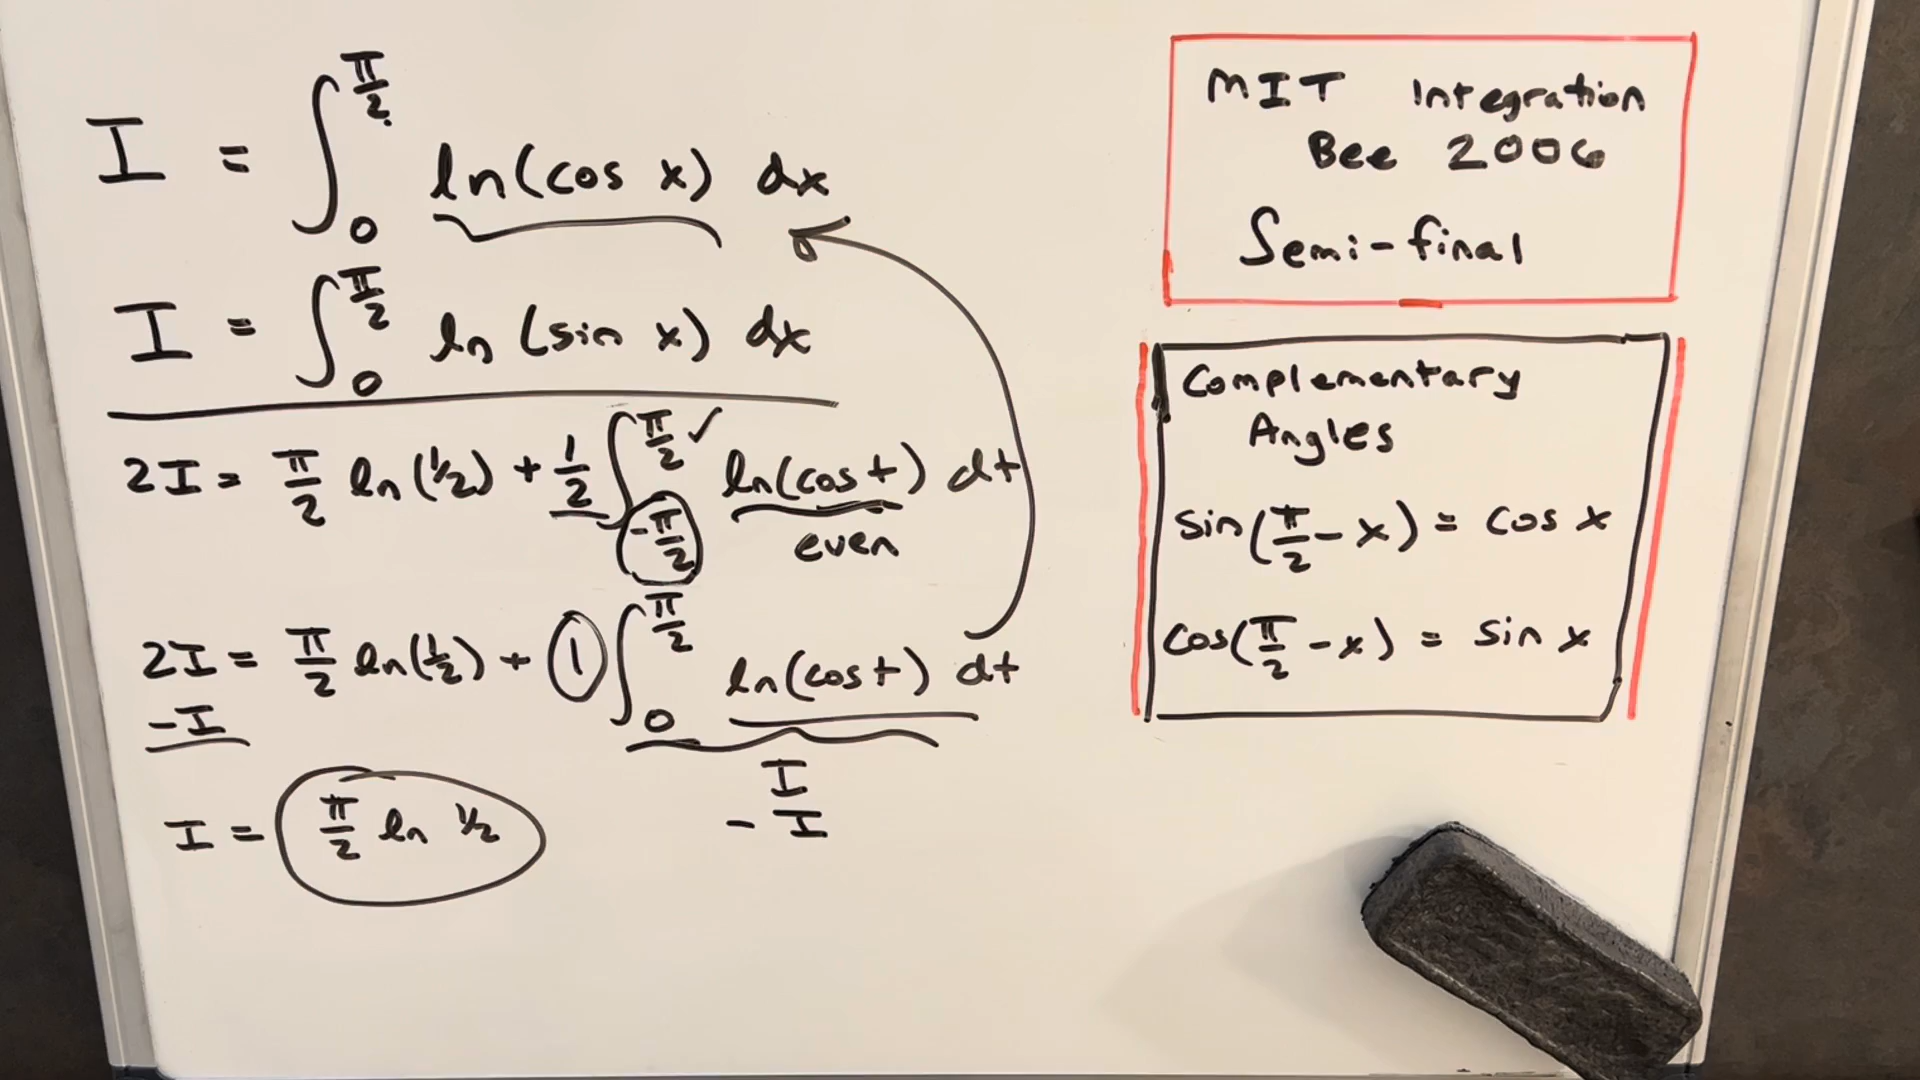 I = ∫₀^(π/2) ln(cos x) dx
I = ∫₀^(π/2) ln(sin x) dx
2I = π/2 ln(1/2) + 1/2 ∫_(-π/2)^(π/2) ✓ ln(cos t) dt
even
2I = π/2 ln(1/2) + 1 ∫₀^(π/2) ln(cos t) dt
-I
I
- I
I = π/2 ln 1/2
MIT Integration
Bee 2006
Semi-final
Complementary
Angles
sin(π/2 - x) = cos x
cos(π/2 - x) = sin x